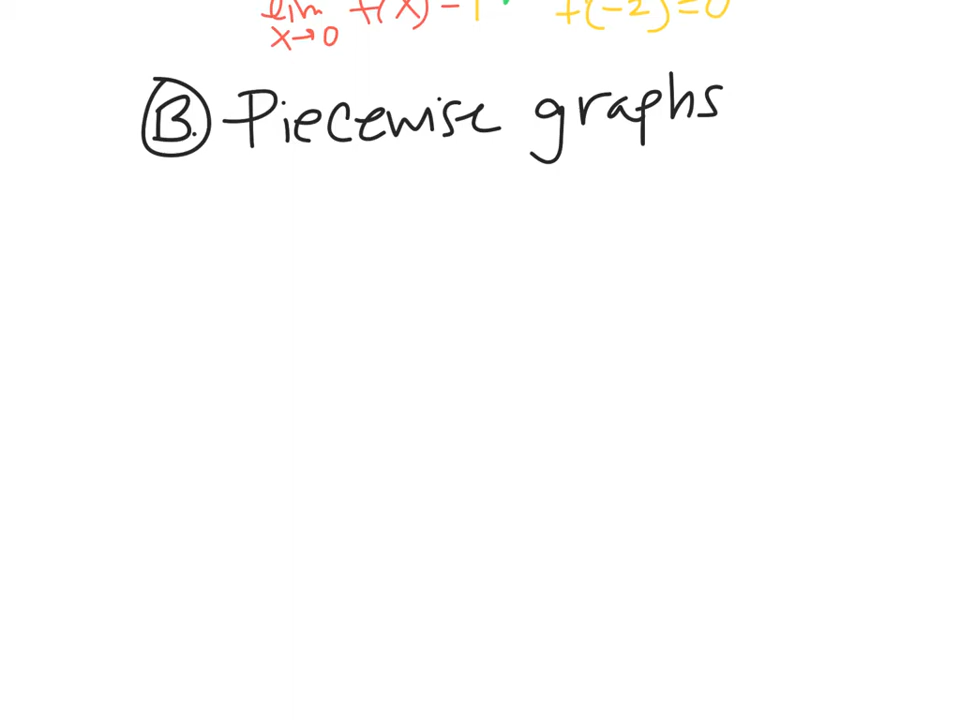 lim f(x) = 1 f(-2)=0
x→0
B. Piecewise graphs